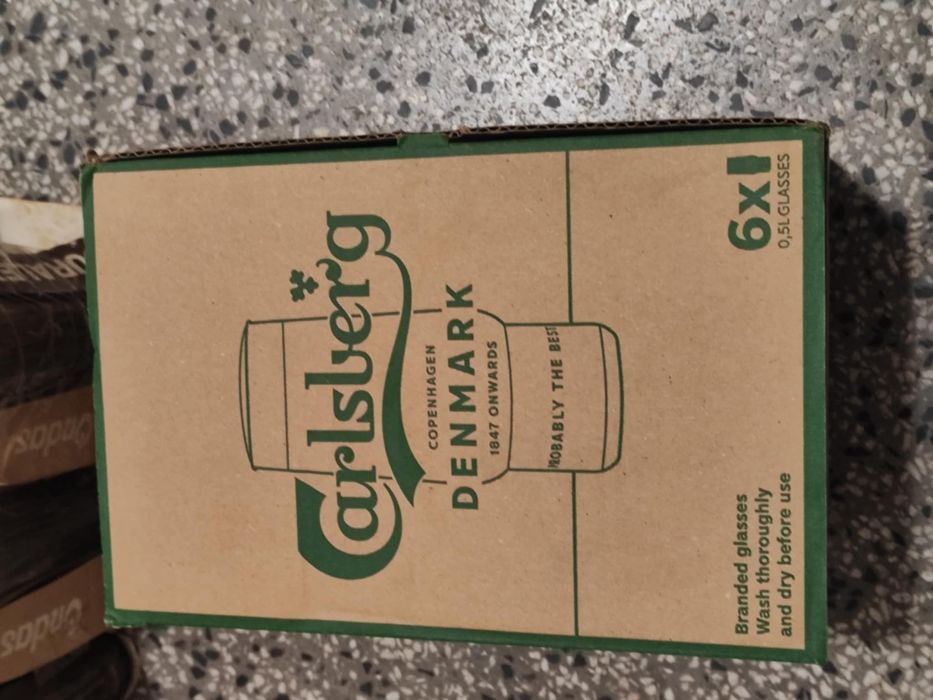 Carlsberg
COPENHAGEN
DENMARK
1847 ONWARDS
PROBABLY THE BEST
6x
0,5L GLASSES
Branded glasses
Wash thoroughly
and dry before use